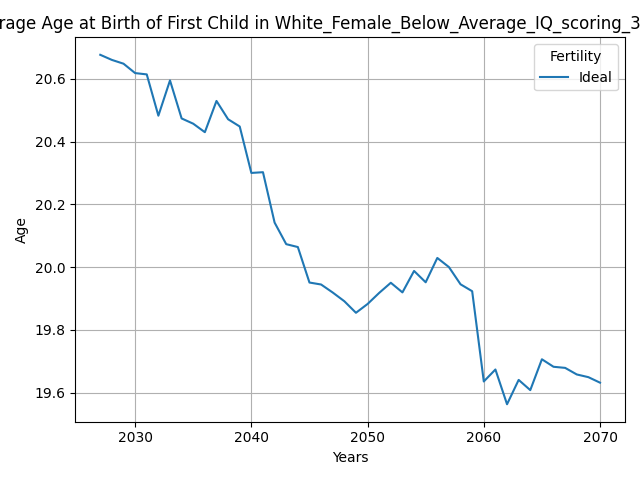 rage Age at Birth of First Child in White_Female_Below_Average_IQ_scoring_3
Fertility
Ideal
20.6
20.4
20.2
20.0
19.8
19.6
Age
2030 2040 2050 2060 2070
Years